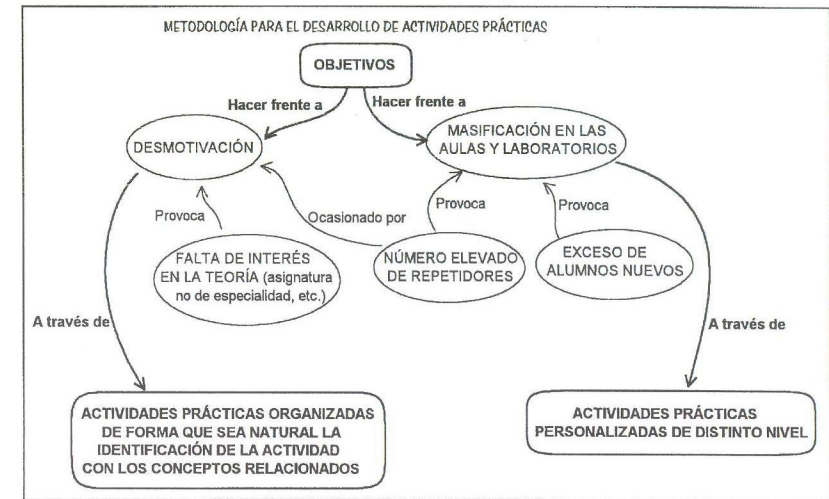 METODOLOGÍA PARA EL DESARROLLO DE ACTIVIDADES PRÁCTICAS
OBJETIVOS
Hacer frente a
Hacer frente a
DESMOTIVACIÓN
MASIFICACIÓN EN LAS
AULAS Y LABORATORIOS
Provoca
Ocasionado por
Provoca
Provoca
FALTA DE INTERÉS
EN LA TEORÍA (asignatura
no de especialidad, etc.)
NÚMERO ELEVADO
DE REPETIDORES
EXCESO DE
ALUMNOS NUEVOS
A través de
A través de
ACTIVIDADES PRÁCTICAS ORGANIZADAS
DE FORMA QUE SEA NATURAL LA
IDENTIFICACIÓN DE LA ACTIVIDAD
CON LOS CONCEPTOS RELACIONADOS
ACTIVIDADES PRÁCTICAS
PERSONALIZADAS DE DISTINTO NIVEL